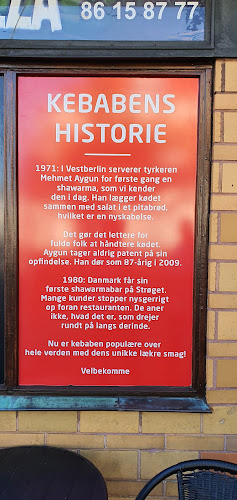 ZA 86 15 87 77
KEBABENS
HISTORIE
1971: I Vestberlin serverer tyrkeren
Mehmet Aygun for første gang en
shawarma, som vi kender
den i dag. Han lægger kødet
sammen med salat i et pitabrød,
hvilket er en nyskabelse.
Det gør det lettere for
fulde folk at håndtere kødet.
Aygun tager aldrig patent på sin
opfindelse. Han dør som 87-årig i 2009.
1980: Danmark får sin
første shawarmabar på Strøget.
Mange kunder stopper nysgerrigt
op foran restauranten. De aner
ikke, hvad det er, som drejer
rundt på langs derinde.
Nu er kebaben populære over
hele verden med dens unikke lækre smag!
Velbekomme